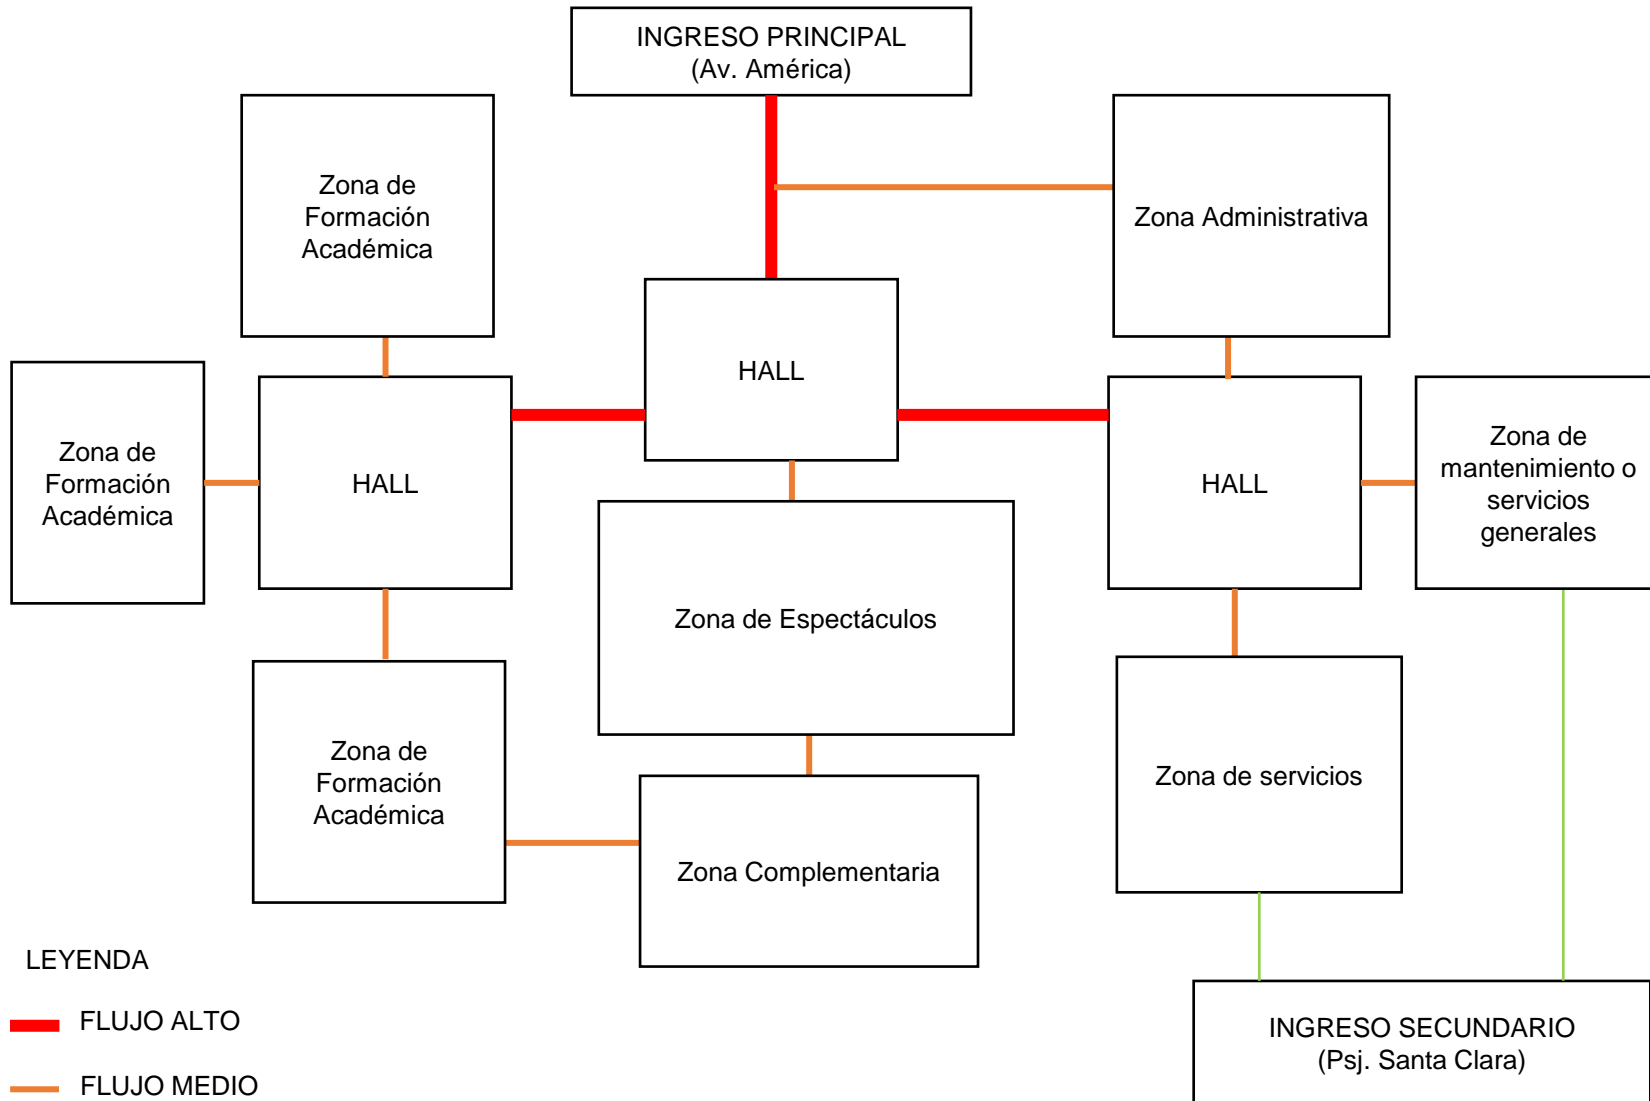 INGRESO PRINCIPAL
(Av. América)
Zona de
Formación
Académica
Zona Administrativa
HALL
Zona de
Formación
Académica
HALL
HALL
Zona de
mantenimiento o
servicios
generales
Zona de Espectáculos
Zona de
Formación
Académica
Zona de servicios
Zona Complementaria
LEYENDA
FLUJO ALTO
FLUJO MEDIO
INGRESO SECUNDARIO
(Psj. Santa Clara)